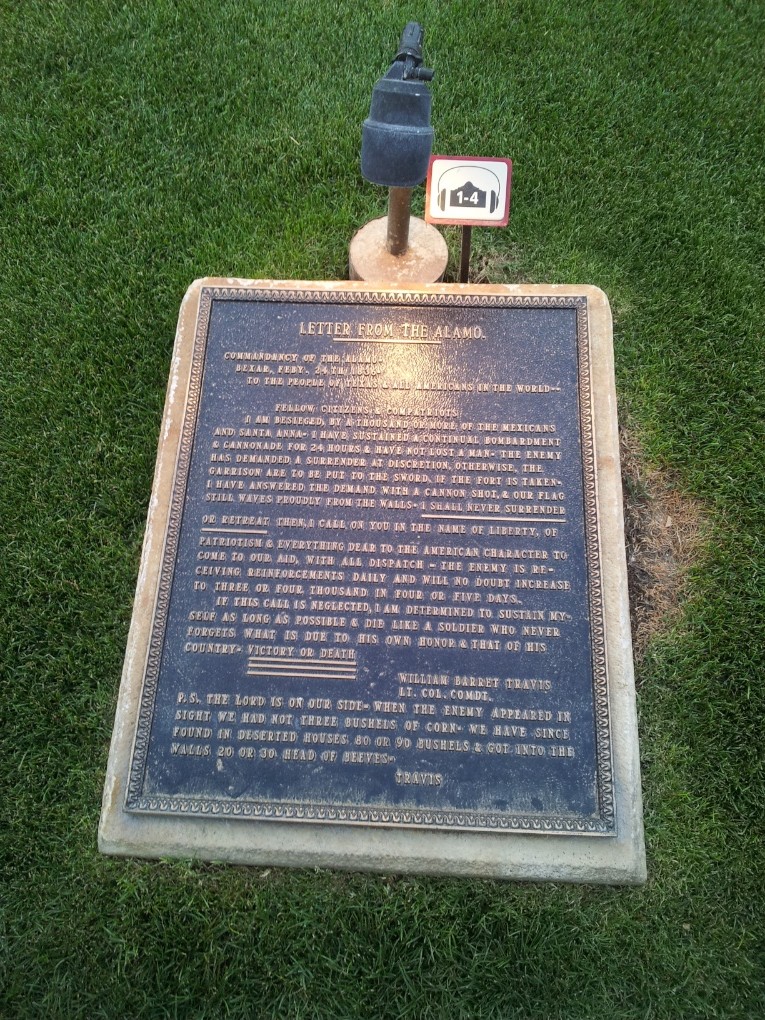 1-4
LETTER FROM THE ALAMO.
COMMANDANCY OF THE ALAMO-
BEXAR, FEBY. 24TH, 1836-
TO THE PEOPLE OF TEXAS & ALL AMERICANS IN THE WORLD--
FELLOW CITIZENS & COMPATRIOTS
I AM BESIEGED, BY A THOUSAND OR MORE OF THE MEXICANS
AND SANTA ANNA- I HAVE SUSTAINED A CONTINUAL BOMBARDMENT
& CANNONADE FOR 24 HOURS & HAVE NOT LOST A MAN- THE ENEMY
HAS DEMANDED A SURRENDER AT DISCRETION, OTHERWISE, THE
GARRISON ARE TO BE PUT TO THE SWORD, IF THE FORT IS TAKEN-
I HAVE ANSWERED THE DEMAND WITH A CANNON SHOT, & OUR FLAG
STILL WAVES PROUDLY FROM THE WALLS- I SHALL NEVER SURRENDER
OR RETREAT THEN, I CALL ON YOU IN THE NAME OF LIBERTY, OF
PATRIOTISM & EVERYTHING DEAR TO THE AMERICAN CHARACTER TO
COME TO OUR AID, WITH ALL DISPATCH - THE ENEMY IS RE-
CEIVING REINFORCEMENTS DAILY AND WILL NO DOUBT INCREASE
TO THREE OR FOUR THOUSAND IN FOUR OR FIVE DAYS.
IF THIS CALL IS NEGLECTED, I AM DETERMINED TO SUSTAIN MY-
SELF AS LONG AS POSSIBLE & DIE LIKE A SOLDIER WHO NEVER
FORGETS WHAT IS DUE TO HIS OWN HONOR & THAT OF HIS
COUNTRY- VICTORY OR DEATH
WILLIAM BARRET TRAVIS
LT. COL. COMDT.
P.S. THE LORD IS ON OUR SIDE- WHEN THE ENEMY APPEARED IN
SIGHT WE HAD NOT THREE BUSHELS OF CORN- WE HAVE SINCE
FOUND IN DESERTED HOUSES 80 OR 90 BUSHELS & GOT INTO THE
WALLS 20 OR 30 HEAD OF BEEVES-
TRAVIS